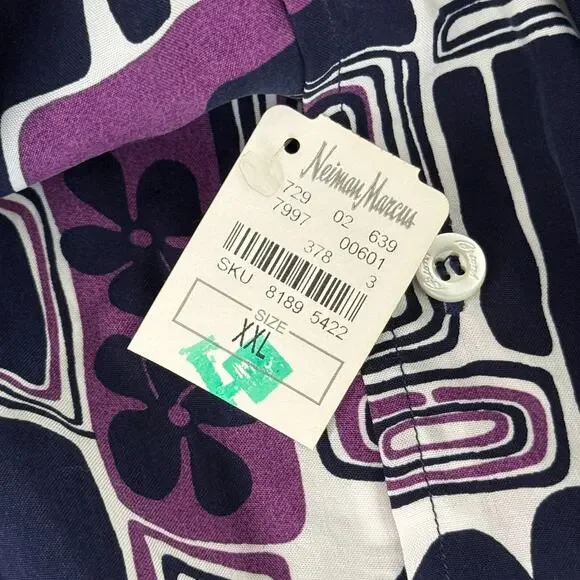 Neiman Marcus
729 02 639
7997 00601
378 3
SKU 8189 5422
SIZE
XXL